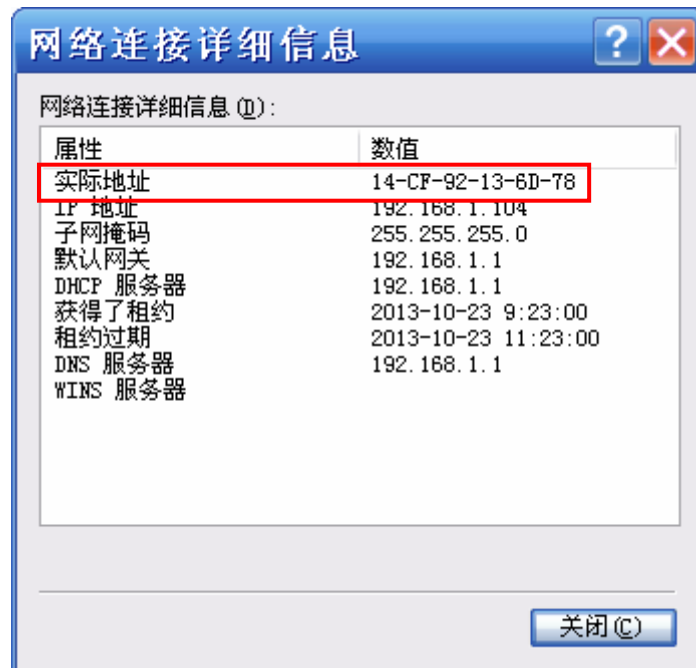 网络连接详细信息
网络连接详细信息(D):
属性 数值
实际地址 14-CF-92-13-6D-78
IP 地址 192.168.1.104
子网掩码 255.255.255.0
默认网关 192.168.1.1
DHCP 服务器 192.168.1.1
获得了租约 2013-10-23 9:23:00
租约过期 2013-10-23 11:23:00
DNS 服务器 192.168.1.1
WINS 服务器
关闭(C)